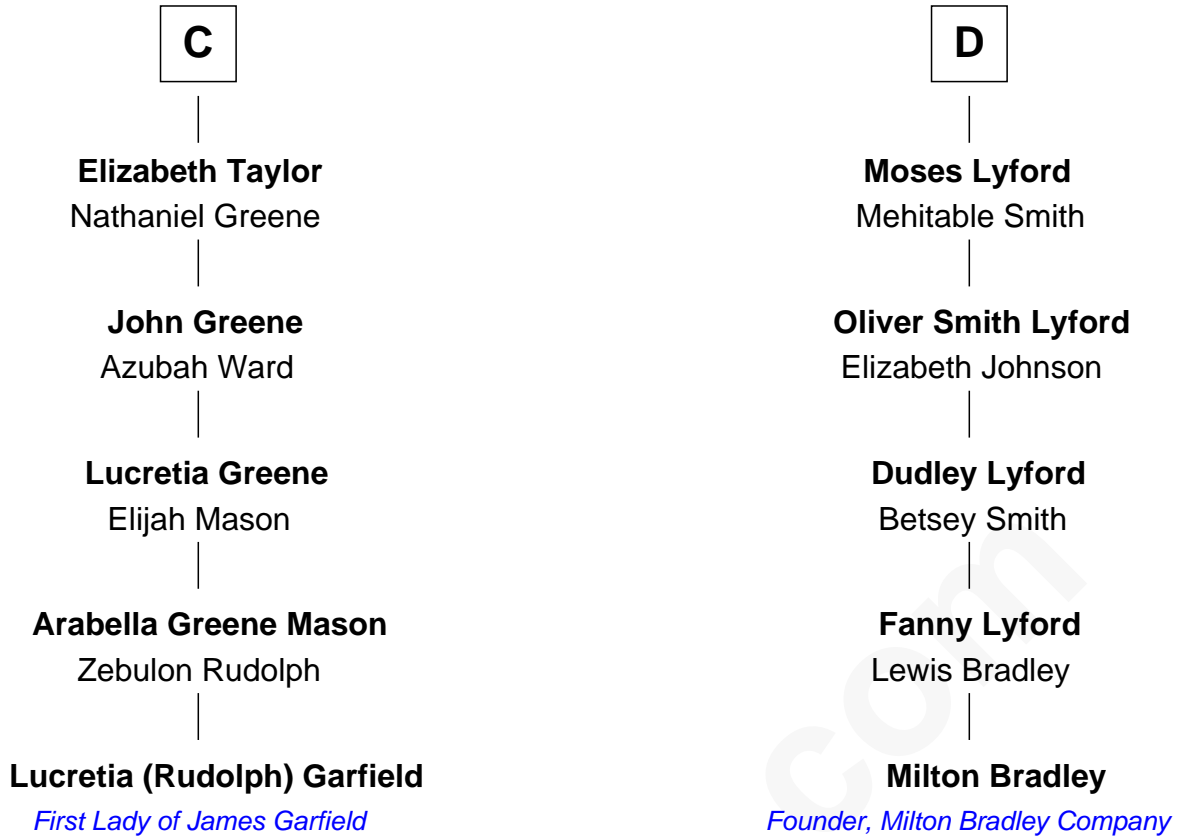 C
Elizabeth Taylor
Nathaniel Greene
John Greene
Azubah Ward
Lucretia Greene
Elijah Mason
Arabella Greene Mason
Zebulon Rudolph
Lucretia (Rudolph) Garfield
First Lady of James Garfield
D
Moses Lyford
Mehitable Smith
Oliver Smith Lyford
Elizabeth Johnson
Dudley Lyford
Betsey Smith
Fanny Lyford
Lewis Bradley
Milton Bradley
Founder, Milton Bradley Company
com